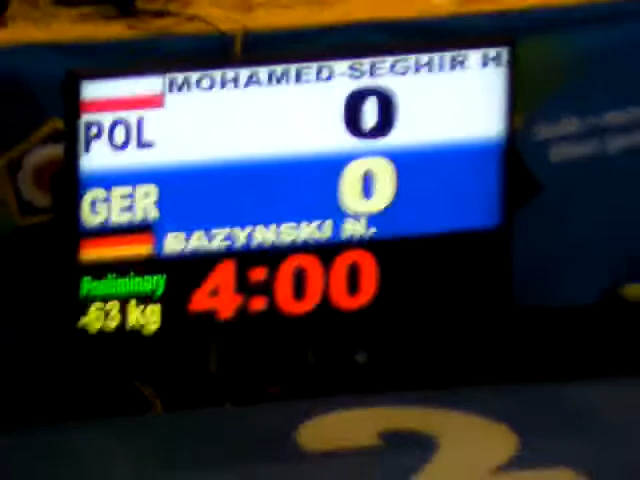 MOHAMED-SEGHIR H.
POL 0
GER 0
BAZYNSKI N.
Preliminary
-63 kg
4:00
2